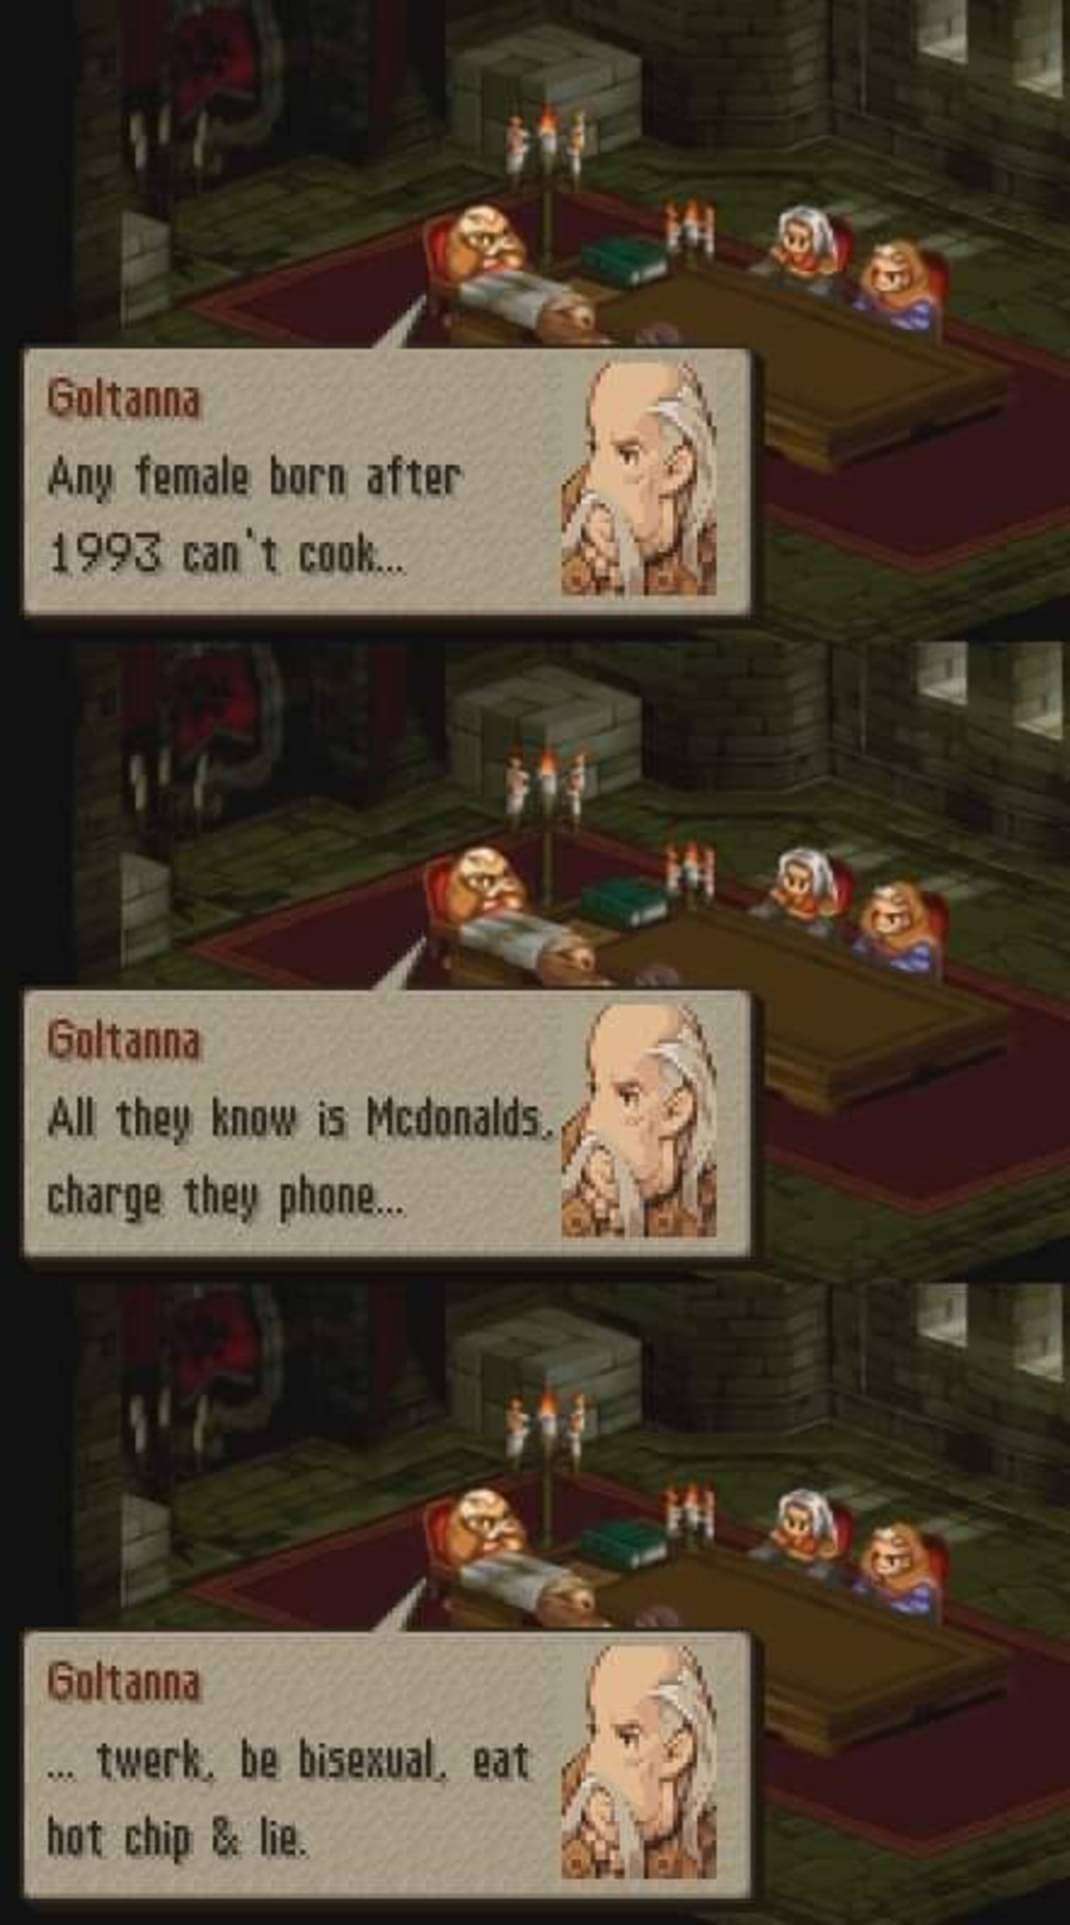 Goltanna
Any female born after
1993 can't cook...
Goltanna
All they know is Mcdonalds,
charge they phone...
Goltanna
... twerk, be bisexual, eat
hot chip & lie.